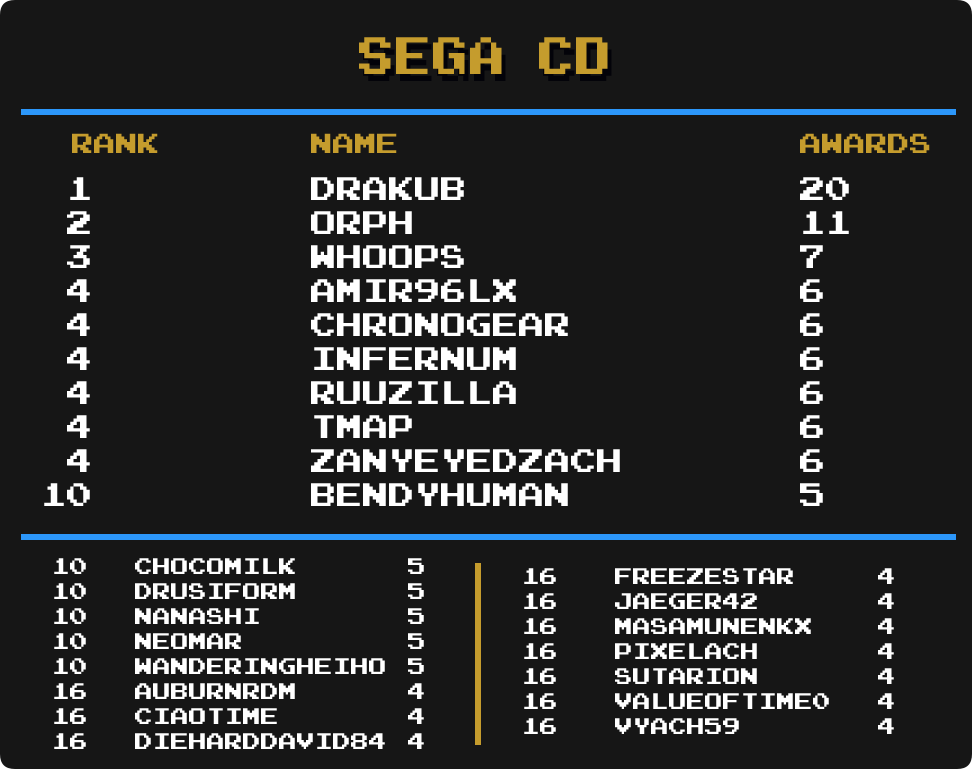 SEGA CD
RANK NAME AWARDS
1 DRAKUB 20
2 ORPH 11
3 WHOOPS 7
4 AMIR96LX 6
4 CHRONOGEAR 6
4 INFERNUM 6
4 RUUZILLA 6
4 TMAP 6
4 ZANYEYEDZACH 6
10 BENDYHUMAN 5
10 CHOCOMILK 5
10 DRUSIFORM 5
10 NANASHI 5
10 NEOMAR 5
10 WANDERINGHEIHO 5
16 AUBURNRDM 4
16 CIAOTIME 4
16 DIEHARDDAVID84 4
16 FREEZESTAR 4
16 JAEGER42 4
16 MASAMUNENKX 4
16 PIXELACH 4
16 SUTARION 4
16 VALUEOFTIME0 4
16 VYACH59 4